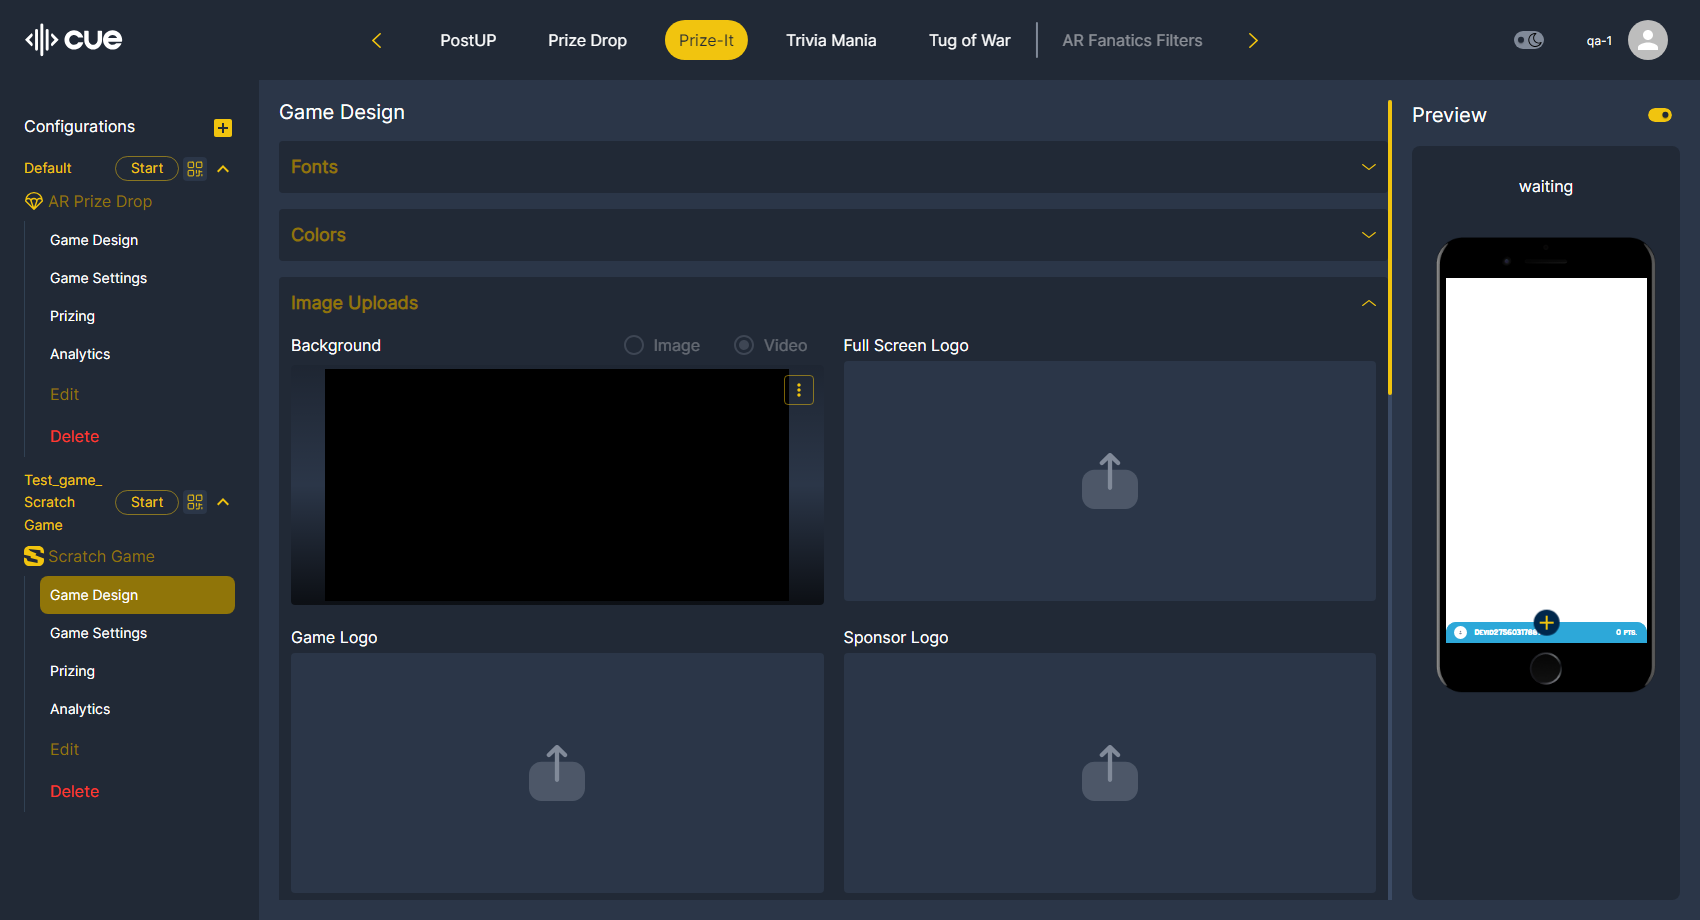 cue
PostUP
Prize Drop
Prize-It
Trivia Mania
Tug of War
AR Fanatics Filters
qa-1
Configurations
Default
Start
AR Prize Drop
Game Design
Game Settings
Prizing
Analytics
Edit
Delete
Test_game_
Scratch
Game
Start
Scratch Game
Game Design
Game Settings
Prizing
Analytics
Edit
Delete
Game Design
Fonts
Colors
Image Uploads
Background
Image
Video
Full Screen Logo
Game Logo
Sponsor Logo
Preview
waiting
0 PTS.